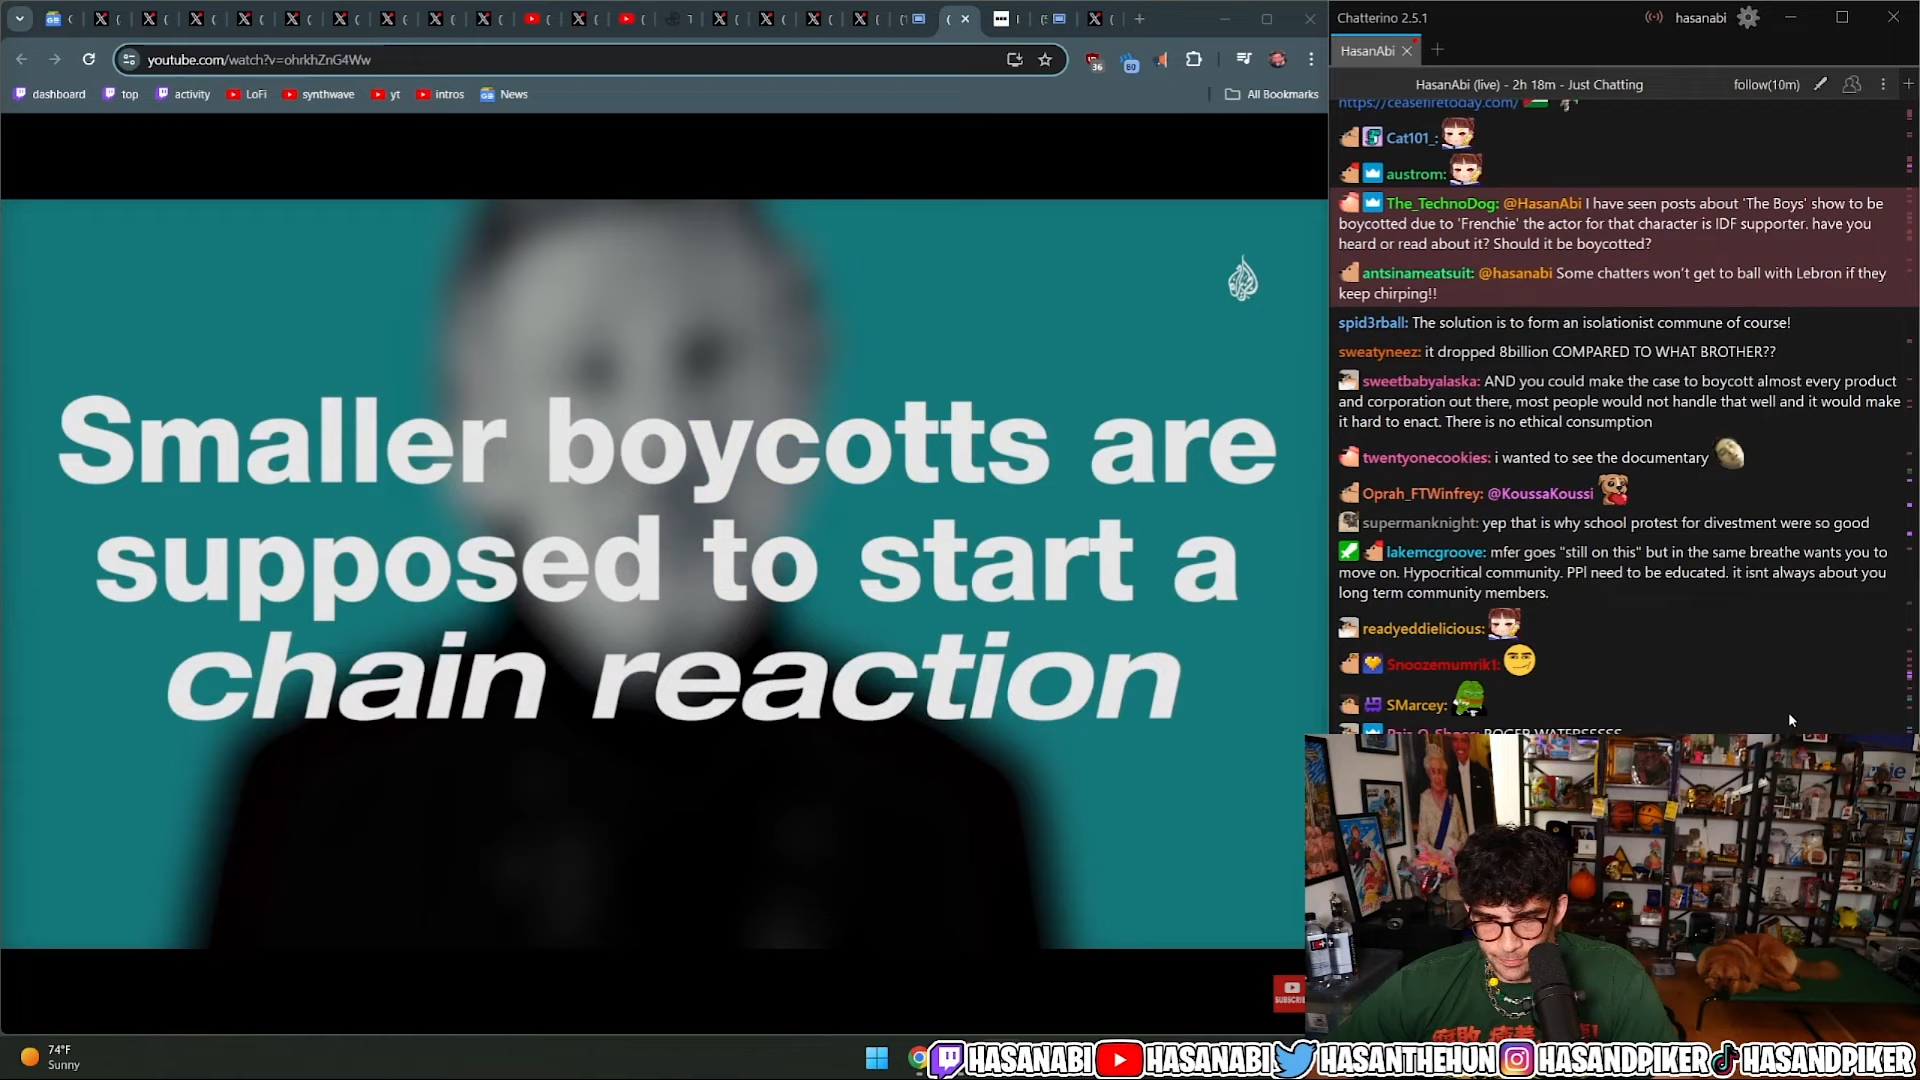 youtube.com/watch?v=ohrkhZnG4Ww
36
80
dashboard
top
activity
LoFi
synthwave
yt
intros
News
All Bookmarks
Smaller boycotts are
supposed to start a
chain reaction
SUBSCRIBE
74°F
Sunny
Chatterino 2.5.1
hasanabi
HasanAbi
HasanAbi (live) - 2h 18m - Just Chatting
follow(10m)
https://ceasefiretoday.com/
Cat101_:
austrom:
The_TechnoDog: @HasanAbi I have seen posts about 'The Boys' show to be
boycotted due to 'Frenchie' the actor for that character is IDF supporter. have you
heard or read about it? Should it be boycotted?
antsinameatsuit: @hasanabi Some chatters won't get to ball with Lebron if they
keep chirping!!
spid3rball: The solution is to form an isolationist commune of course!
sweatyneez: it dropped 8billion COMPARED TO WHAT BROTHER??
sweetbabyalaska: AND you could make the case to boycott almost every product
and corporation out there, most people would not handle that well and it would make
it hard to enact. There is no ethical consumption
twentyonecookies: i wanted to see the documentary
Oprah_FTWinfrey: @KoussaKoussi
supermanknight: yep that is why school protest for divestment were so good
lakemcgroove: mfer goes "still on this" but in the same breathe wants you to
move on. Hypocritical community. PPl need to be educated. it isnt always about you
long term community members.
readyeddielicious:
Snoozemumrik1:
SMarcey:
HASANABI
HASANABI
HASANTHEHUN
HASANDPIKER
HASANDPIKER